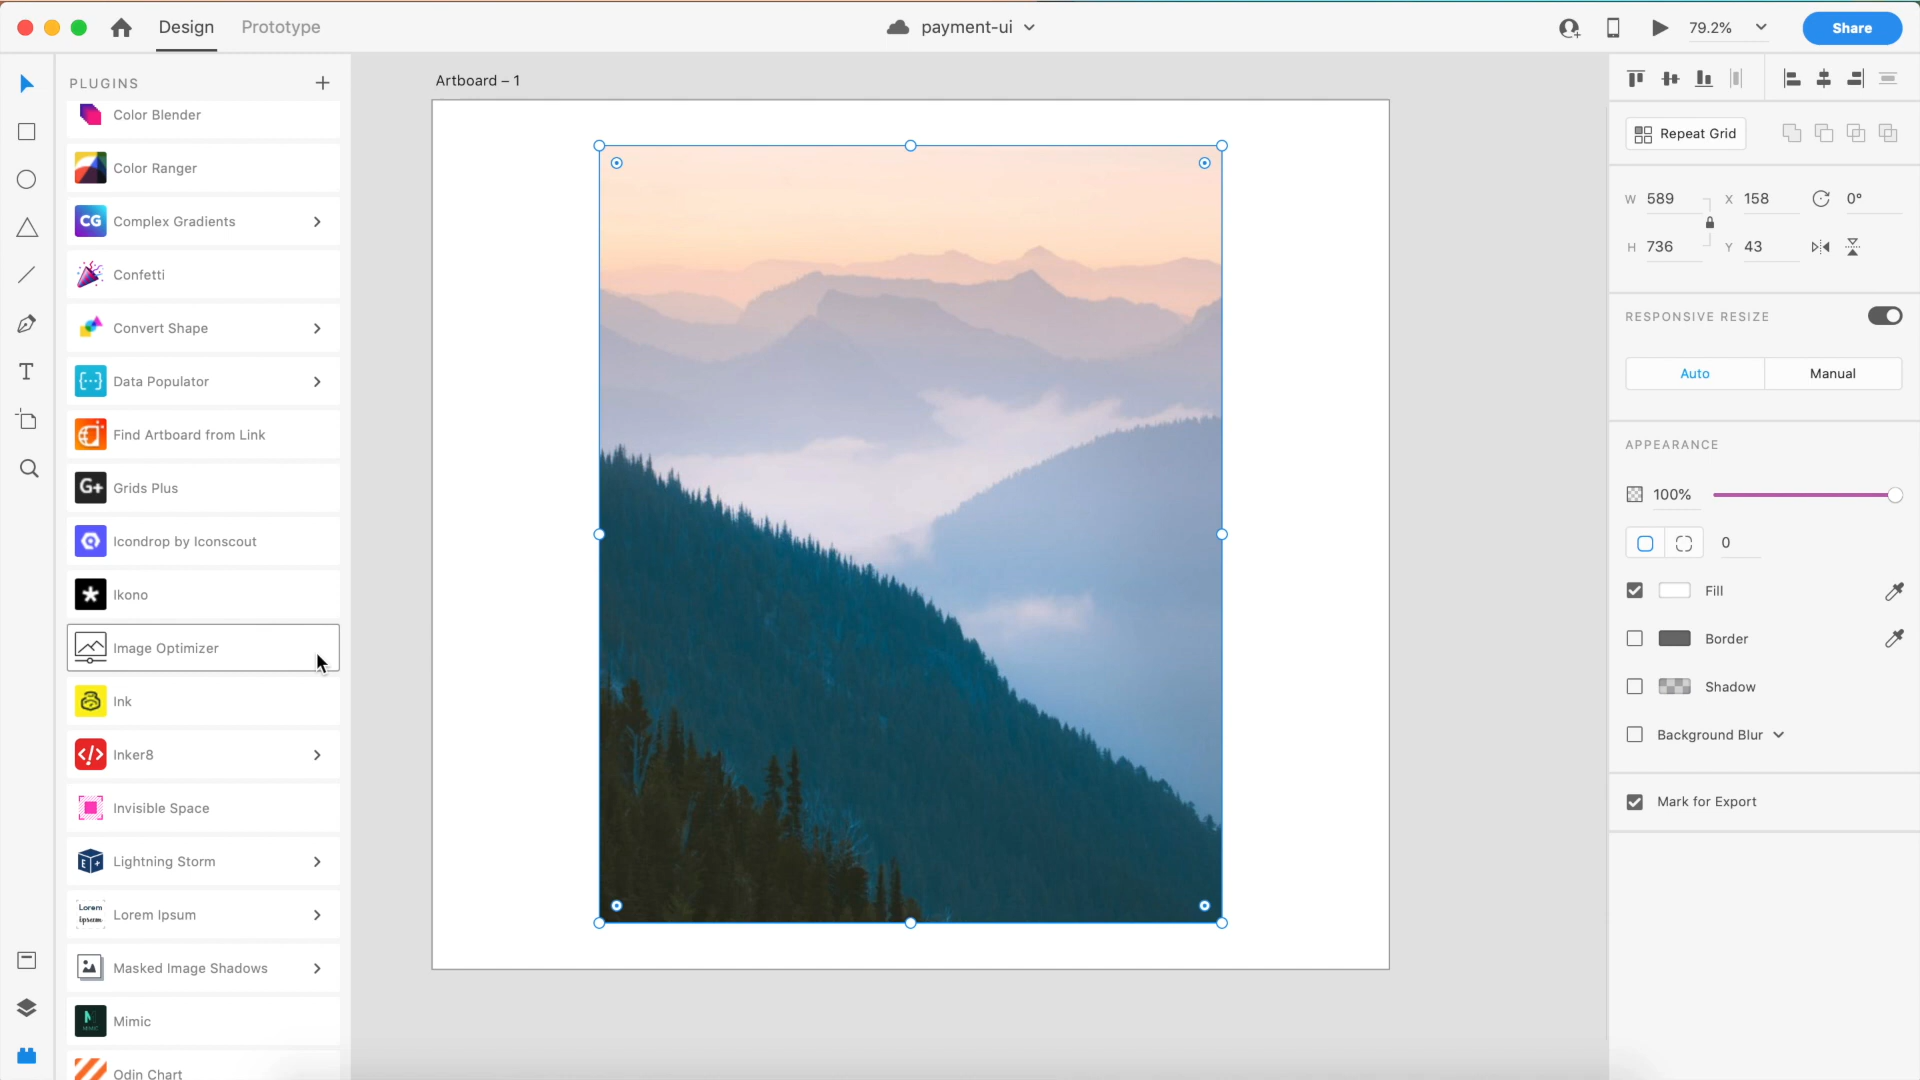 Design
Prototype
payment-ui
79.2%
Share
PLUGINS
Color Blender
Color Ranger
CG
Complex Gradients
Confetti
Convert Shape
Data Populator
Find Artboard from Link
G+
Grids Plus
Icondrop by Iconscout
Ikono
Image Optimizer
Ink
Inker8
Invisible Space
Lightning Storm
Lorem
ipsum
Lorem Ipsum
Masked Image Shadows
Mimic
Odin Chart
Artboard – 1
Repeat Grid
W 589
X 158
0°
H 736
Y 43
RESPONSIVE RESIZE
Auto
Manual
APPEARANCE
100%
0
Fill
Border
Shadow
Background Blur
Mark for Export